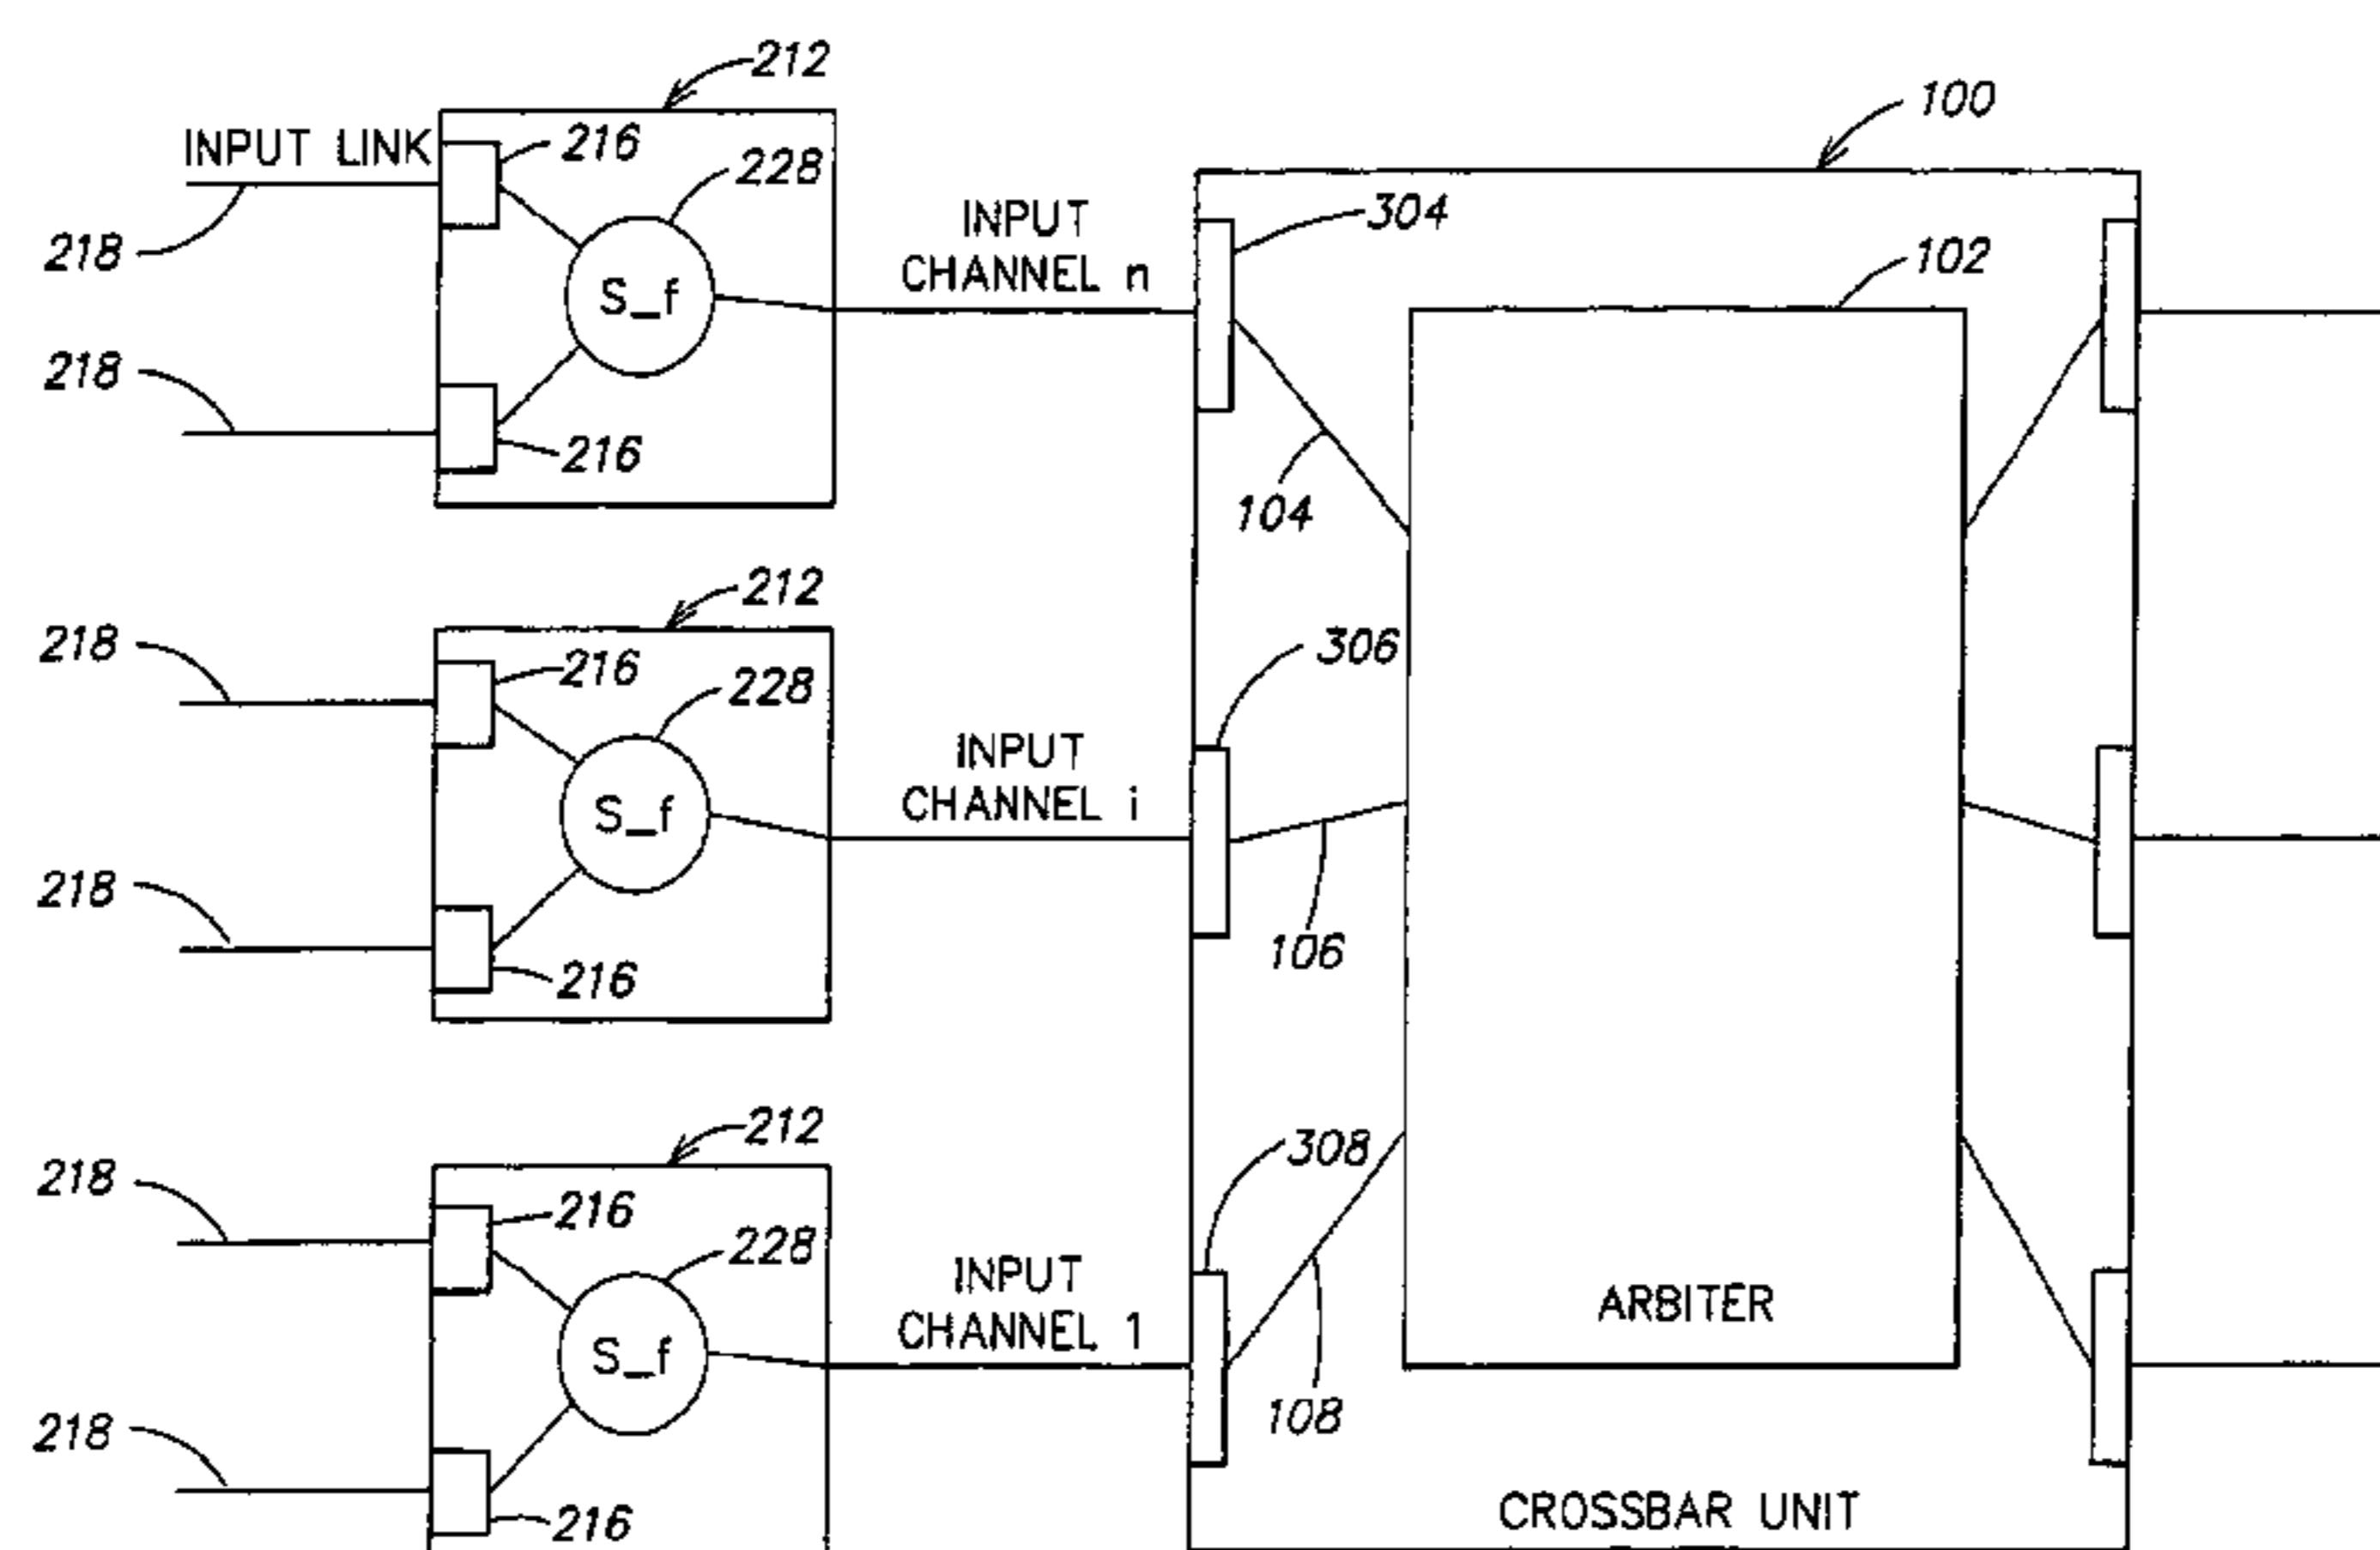 212
100
INPUT LINK
216
228
304
INPUT
CHANNEL n
218
102
S_f
218
216
104
212
218
216
306
228
INPUT
CHANNEL i
S_f
218
106
216
212
308
218
216
228
INPUT
CHANNEL 1
ARBITER
S_f
108
218
216
CROSSBAR UNIT